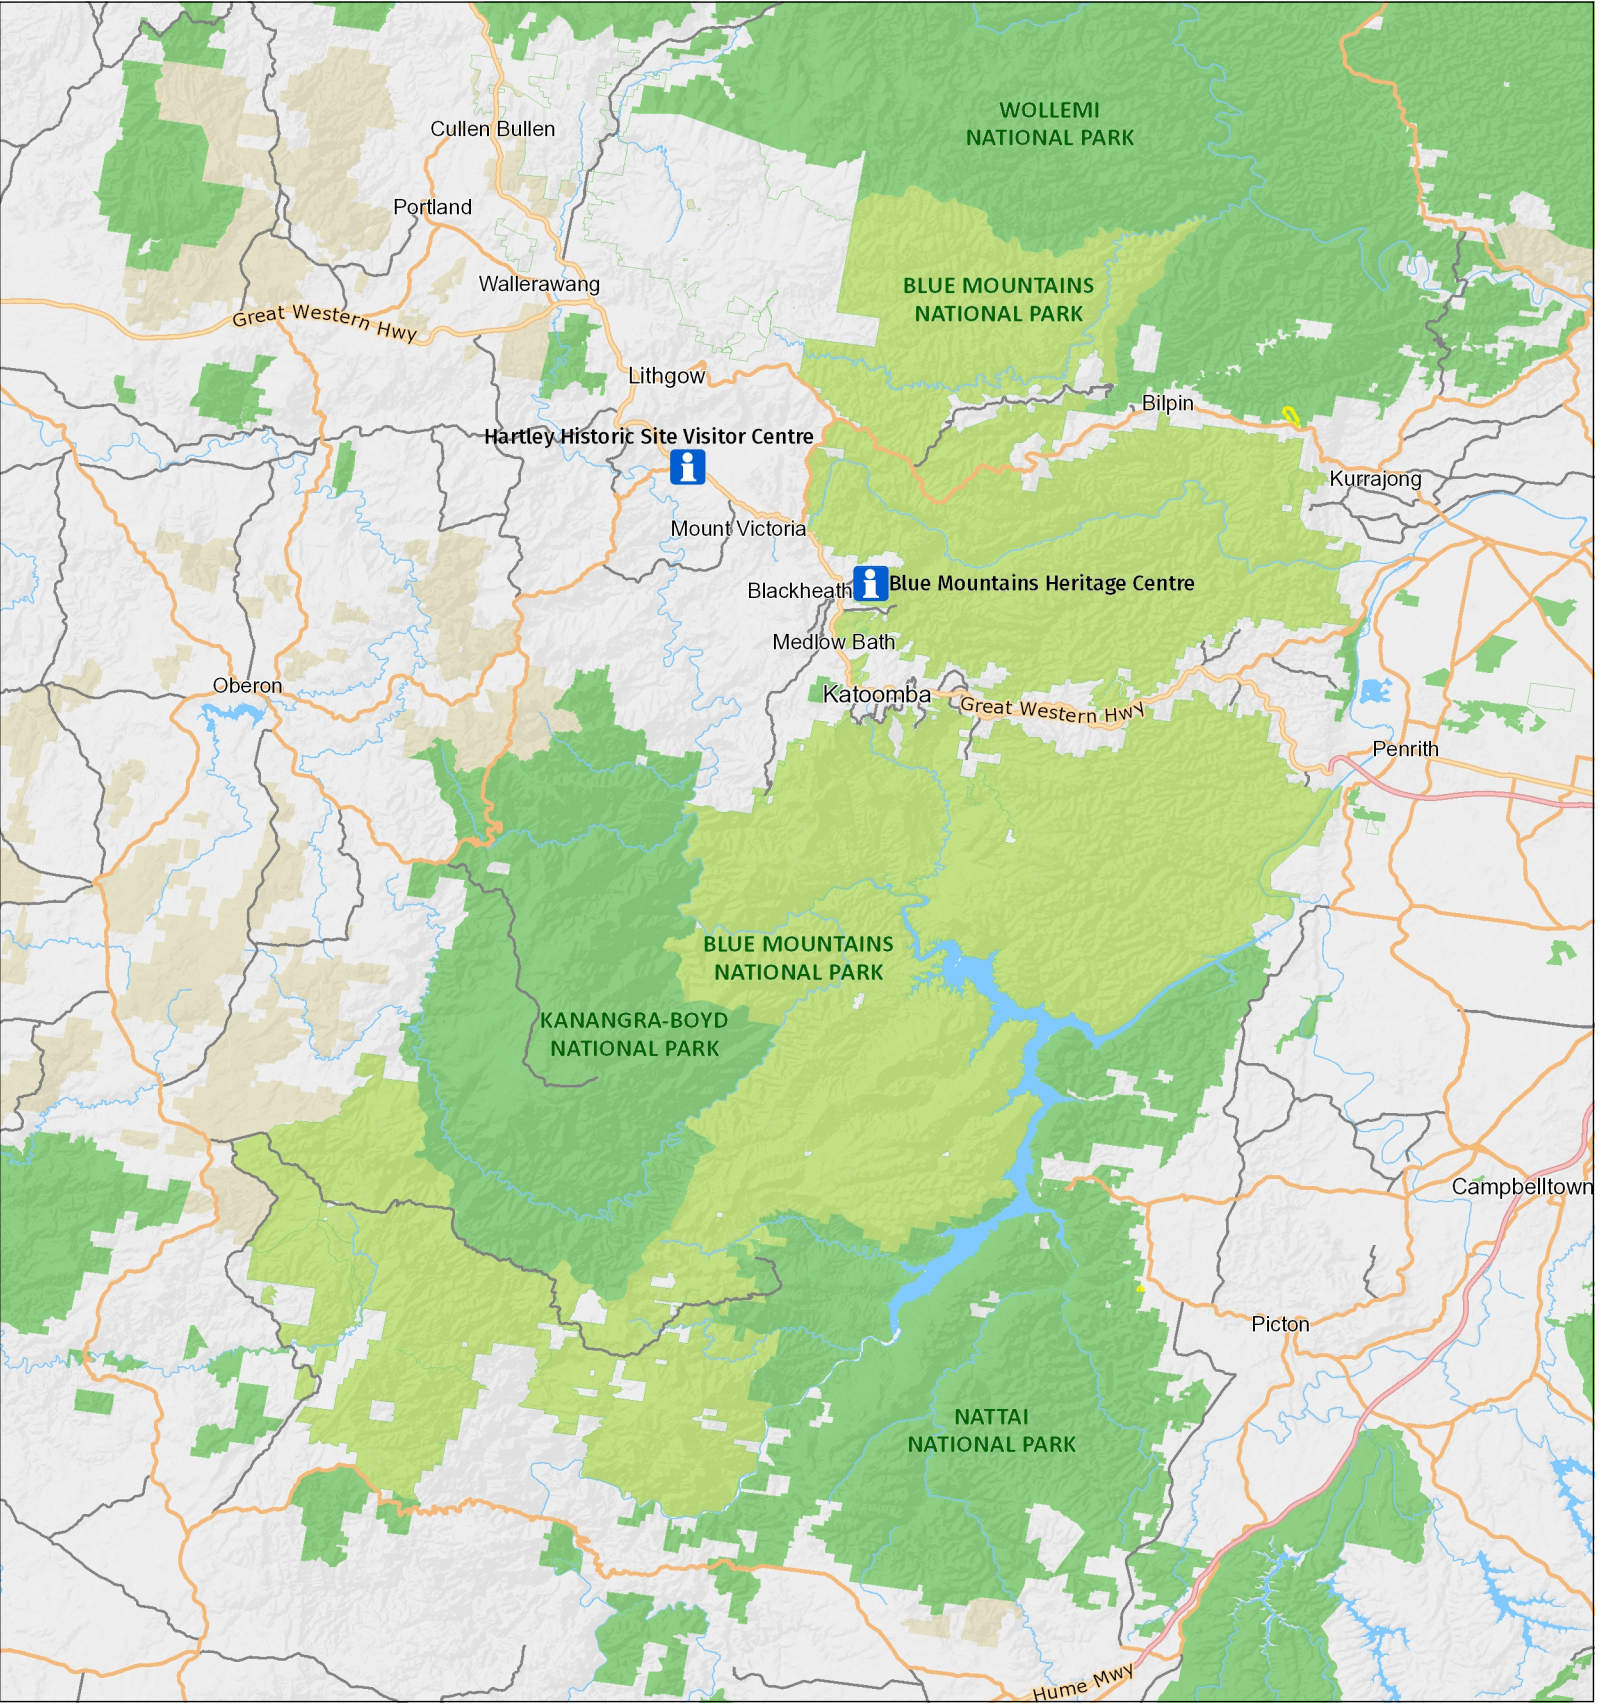 WOLLEMI
NATIONAL PARK
Cullen Bullen
Portland
Wallerawang
BLUE MOUNTAINS
NATIONAL PARK
Great Western Hwy
Lithgow
Bilpin
Hartley Historic Site Visitor Centre
Kurrajong
Mount Victoria
Blackheath
Blue Mountains Heritage Centre
Medlow Bath
Oberon
Katoomba
Great Western Hwy
Penrith
BLUE MOUNTAINS
NATIONAL PARK
KANANGRA-BOYD
NATIONAL PARK
Campbelltown
Picton
NATTAI
NATIONAL PARK
Hume Mwy